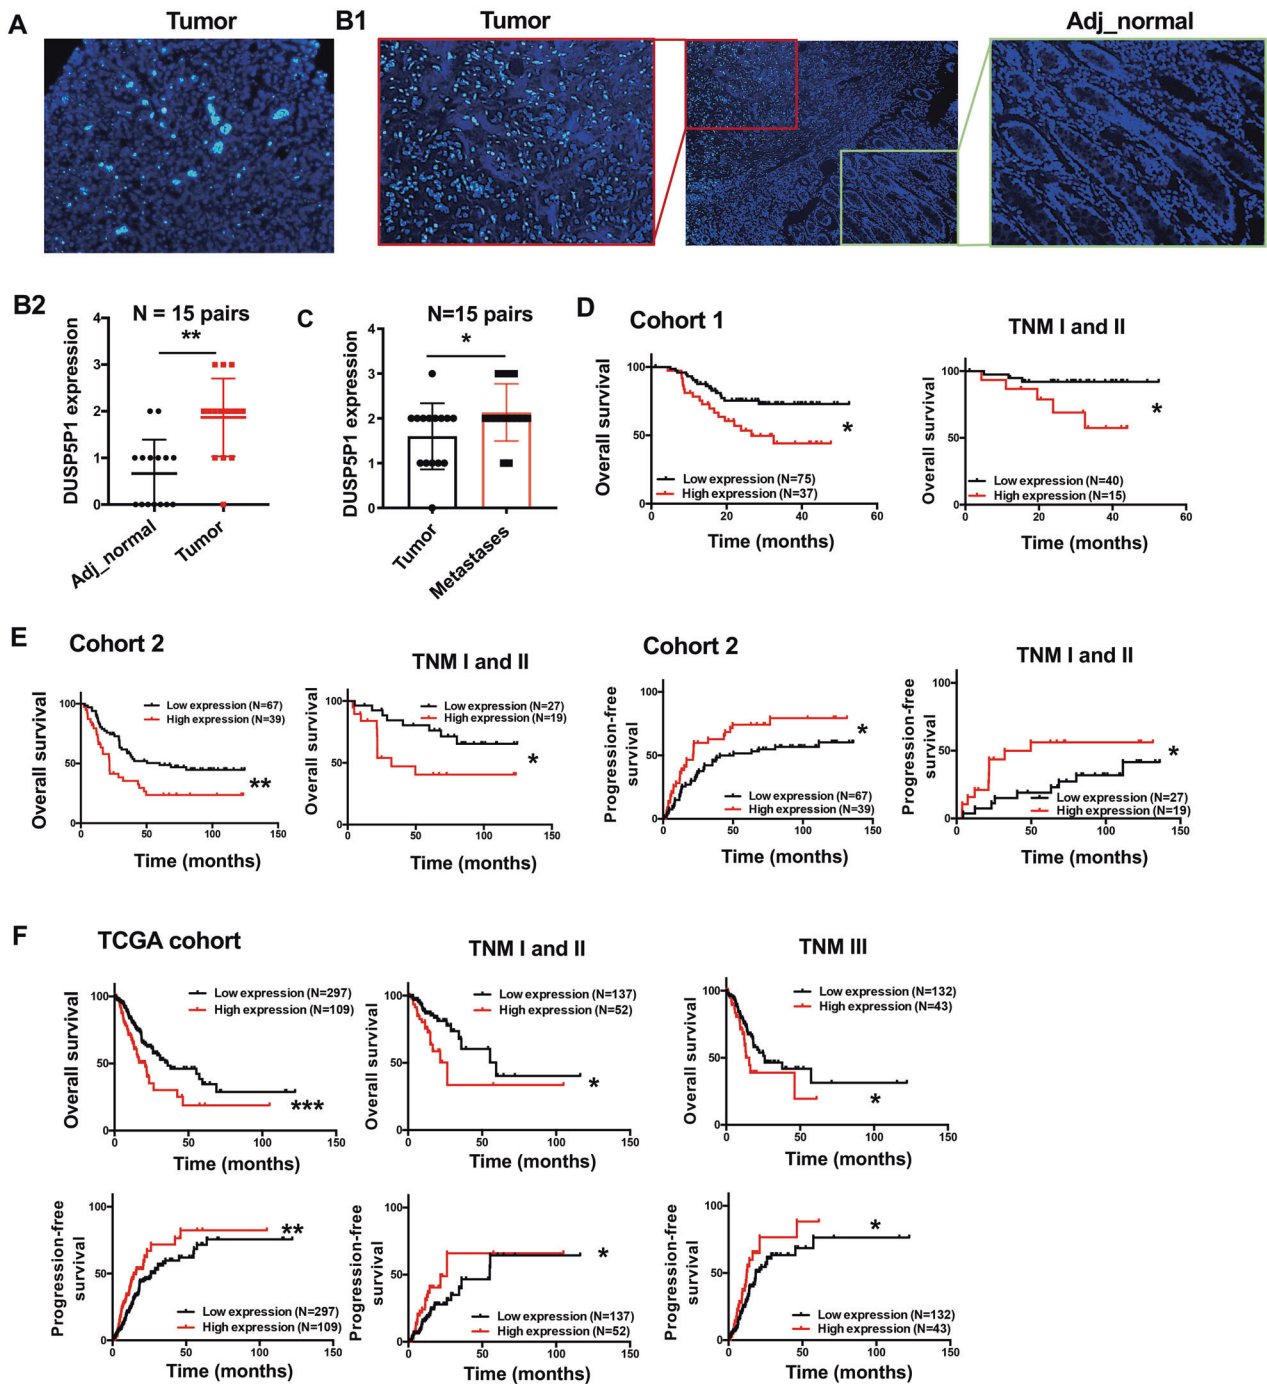 A
Tumor
B1
Tumor
Adj_normal
B2
N = 15 pairs
**
DUSP5P1 expression
4
3
2
1
0
Adj_normal
Tumor
C
N=15 pairs
*
DUSP5P1 expression
4
3
2
1
0
Tumor
Metastases
D
Cohort 1
Overall survival
100
50
0
*
Low expression (N=75)
High expression (N=37)
0 20 40 60
Time (months)
TNM I and II
Overall survival
100
50
0
*
Low expression (N=40)
High expression (N=15)
0 20 40 60
Time (months)
E
Cohort 2
Overall survival
100
50
0
Low expression (N=67)
High expression (N=39)
**
0 50 100 150
Time (months)
TNM I and II
Overall survival
100
50
0
Low expression (N=27)
High expression (N=19)
*
0 50 100 150
Time (months)
Cohort 2
Progression-free
survival
100
50
0
*
Low expression (N=67)
High expression (N=39)
0 50 100 150
Time (months)
TNM I and II
Progression-free
survival
100
50
0
*
Low expression (N=27)
High expression (N=19)
0 50 100 150
Time (months)
F
TCGA cohort
Overall survival
100
50
0
Low expression (N=297)
High expression (N=109)
***
0 50 100 150
Time (months)
TNM I and II
Overall survival
100
50
0
Low expression (N=137)
High expression (N=52)
*
0 50 100 150
Time (months)
TNM III
Overall survival
100
50
0
Low expression (N=132)
High expression (N=43)
*
0 50 100 150
Time (months)
Progression-free
survival
100
50
0
**
Low expression (N=297)
High expression (N=109)
0 50 100 150
Time (months)
Progression-free
survival
100
50
0
*
Low expression (N=137)
High expression (N=52)
0 50 100 150
Time (months)
Progression-free
survival
100
50
0
*
Low expression (N=132)
High expression (N=43)
0 50 100 150
Time (months)